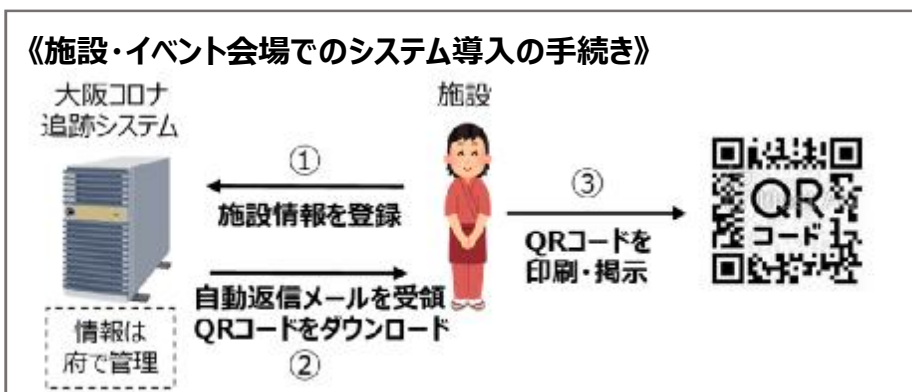 《施設・イベント会場でのシステム導入の手続き》
大阪コロナ
追跡システム
施設
①
施設情報を登録
③
QRコードを
印刷・掲示
QR
コード
自動返信メールを受領
QRコードをダウンロード
②
情報は
府で管理